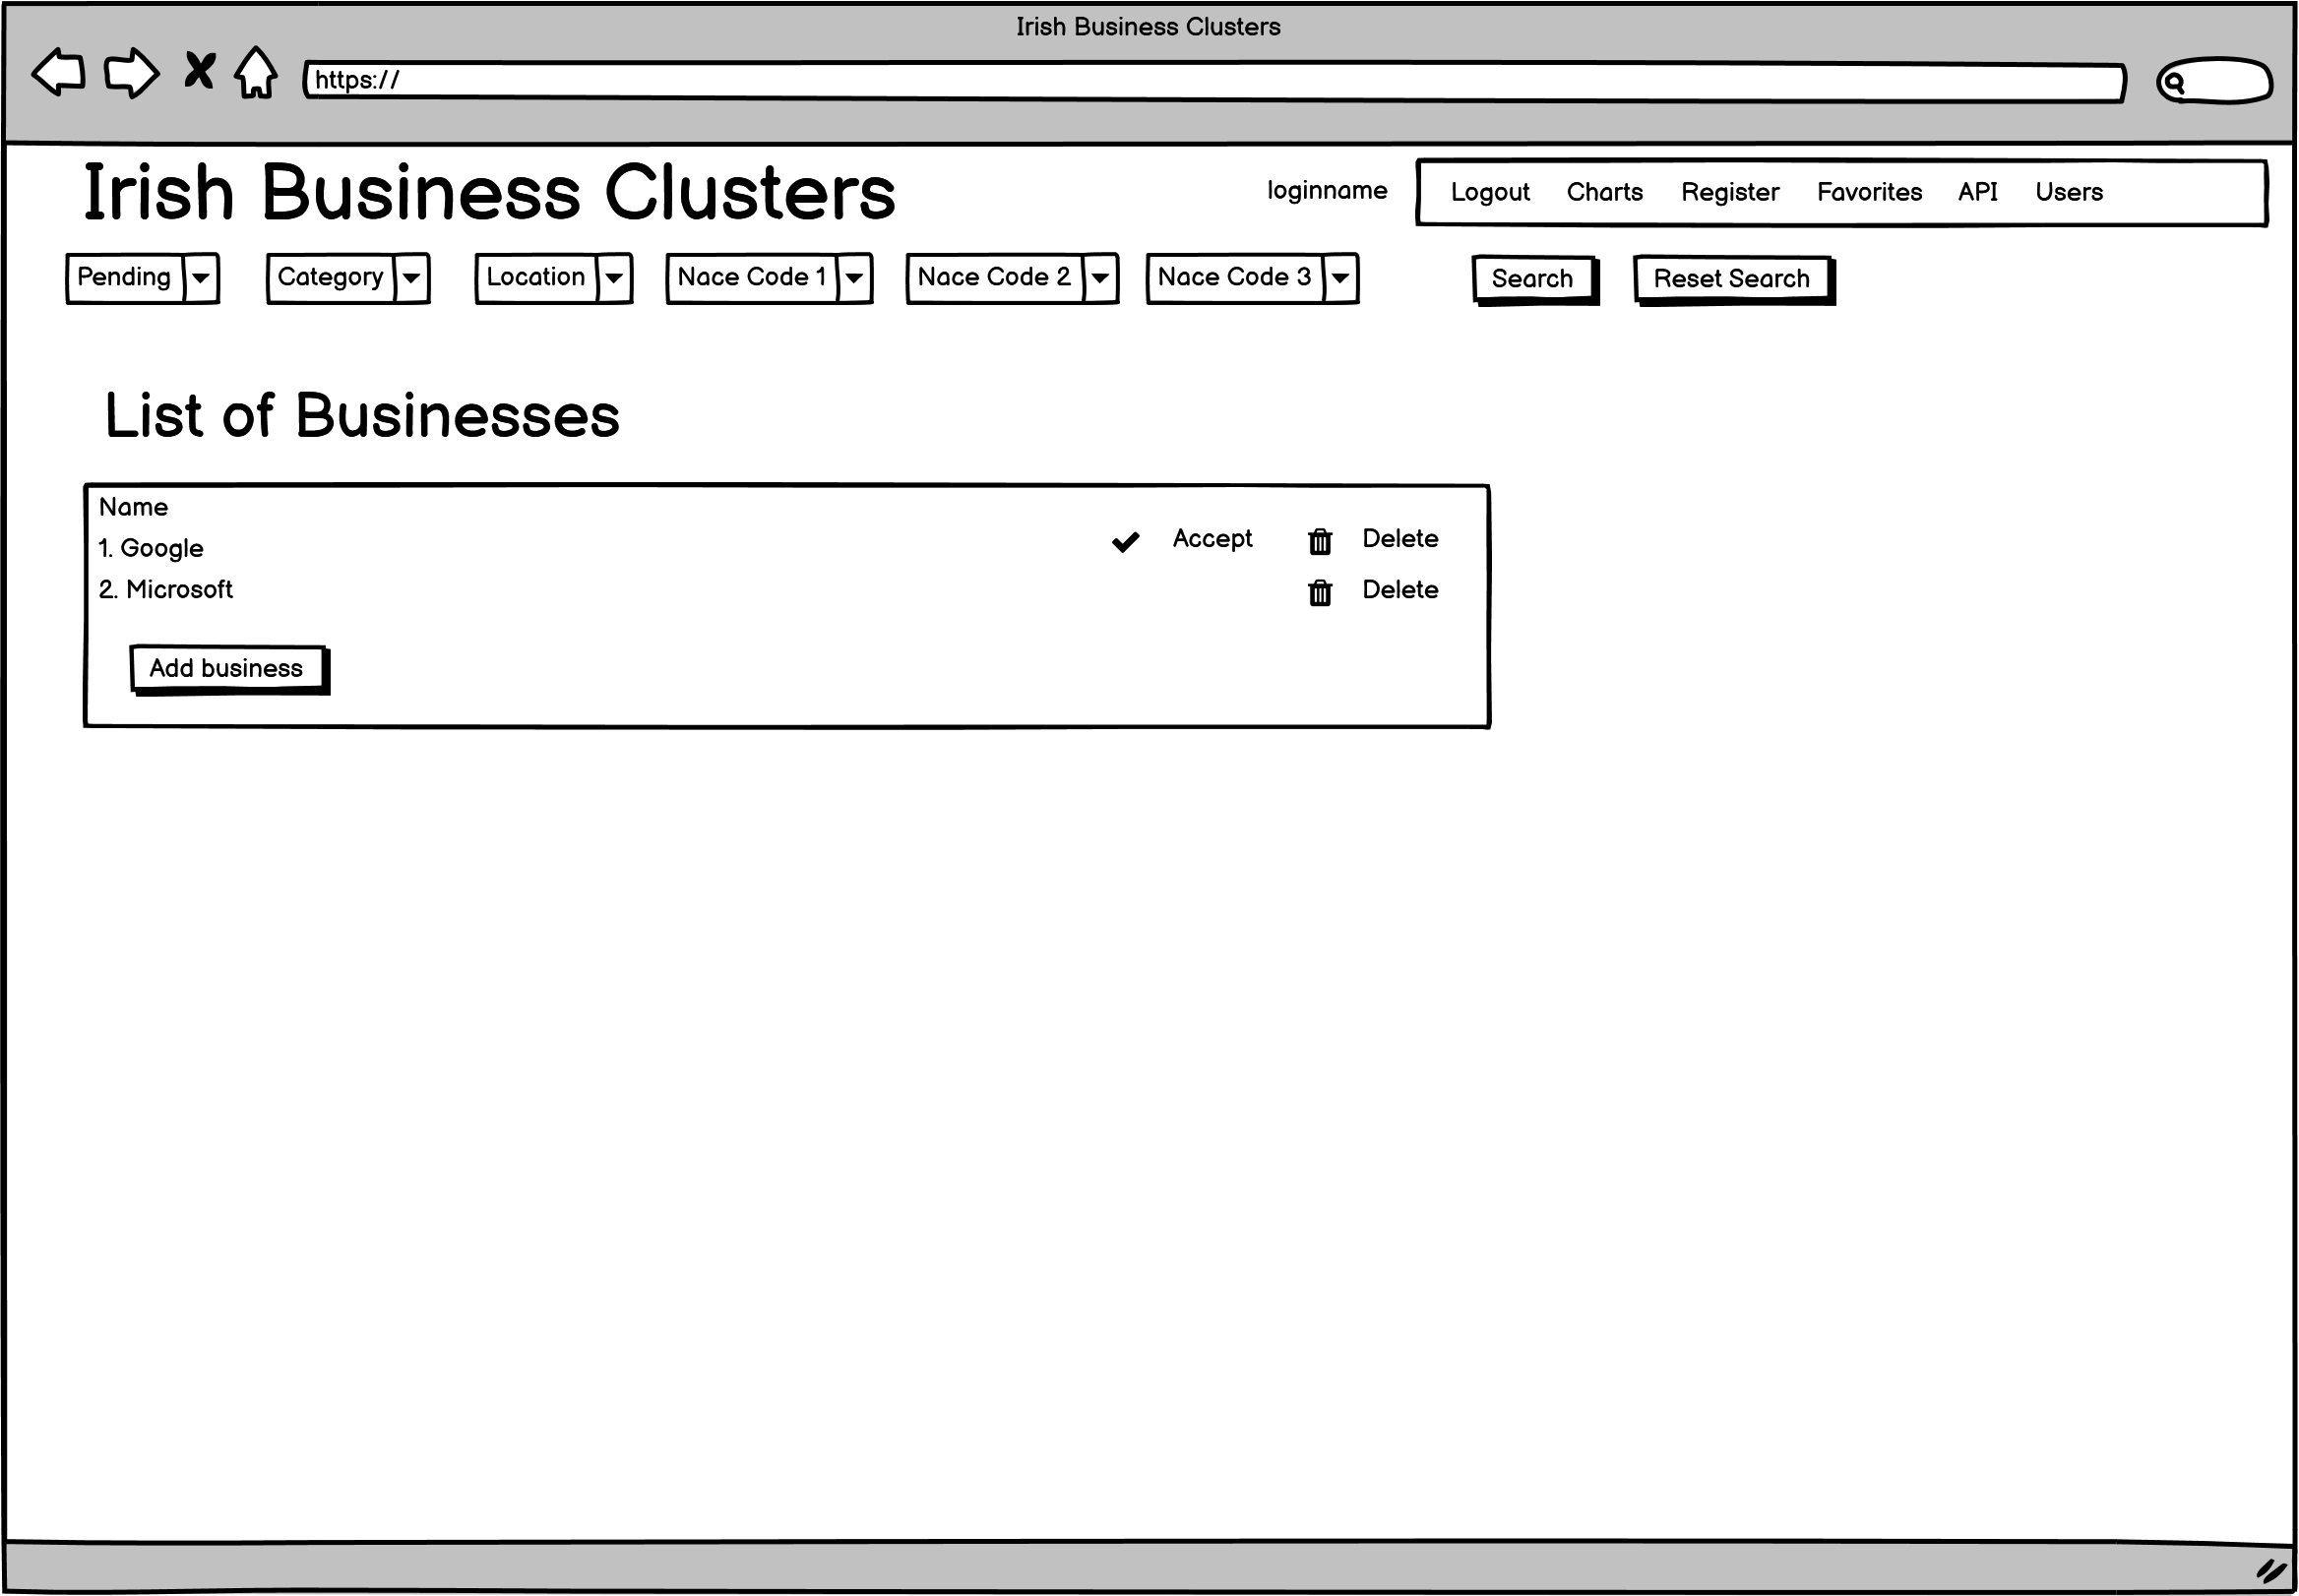 Irish Business Clusters
https://
Irish Business Clusters
loginname Logout Charts Register Favorites API Users
Pending Category Location Nace Code 1 Nace Code 2 Nace Code 3 Search Reset Search
List of Businesses
Name
1. Google Accept Delete
2. Microsoft Delete
Add business